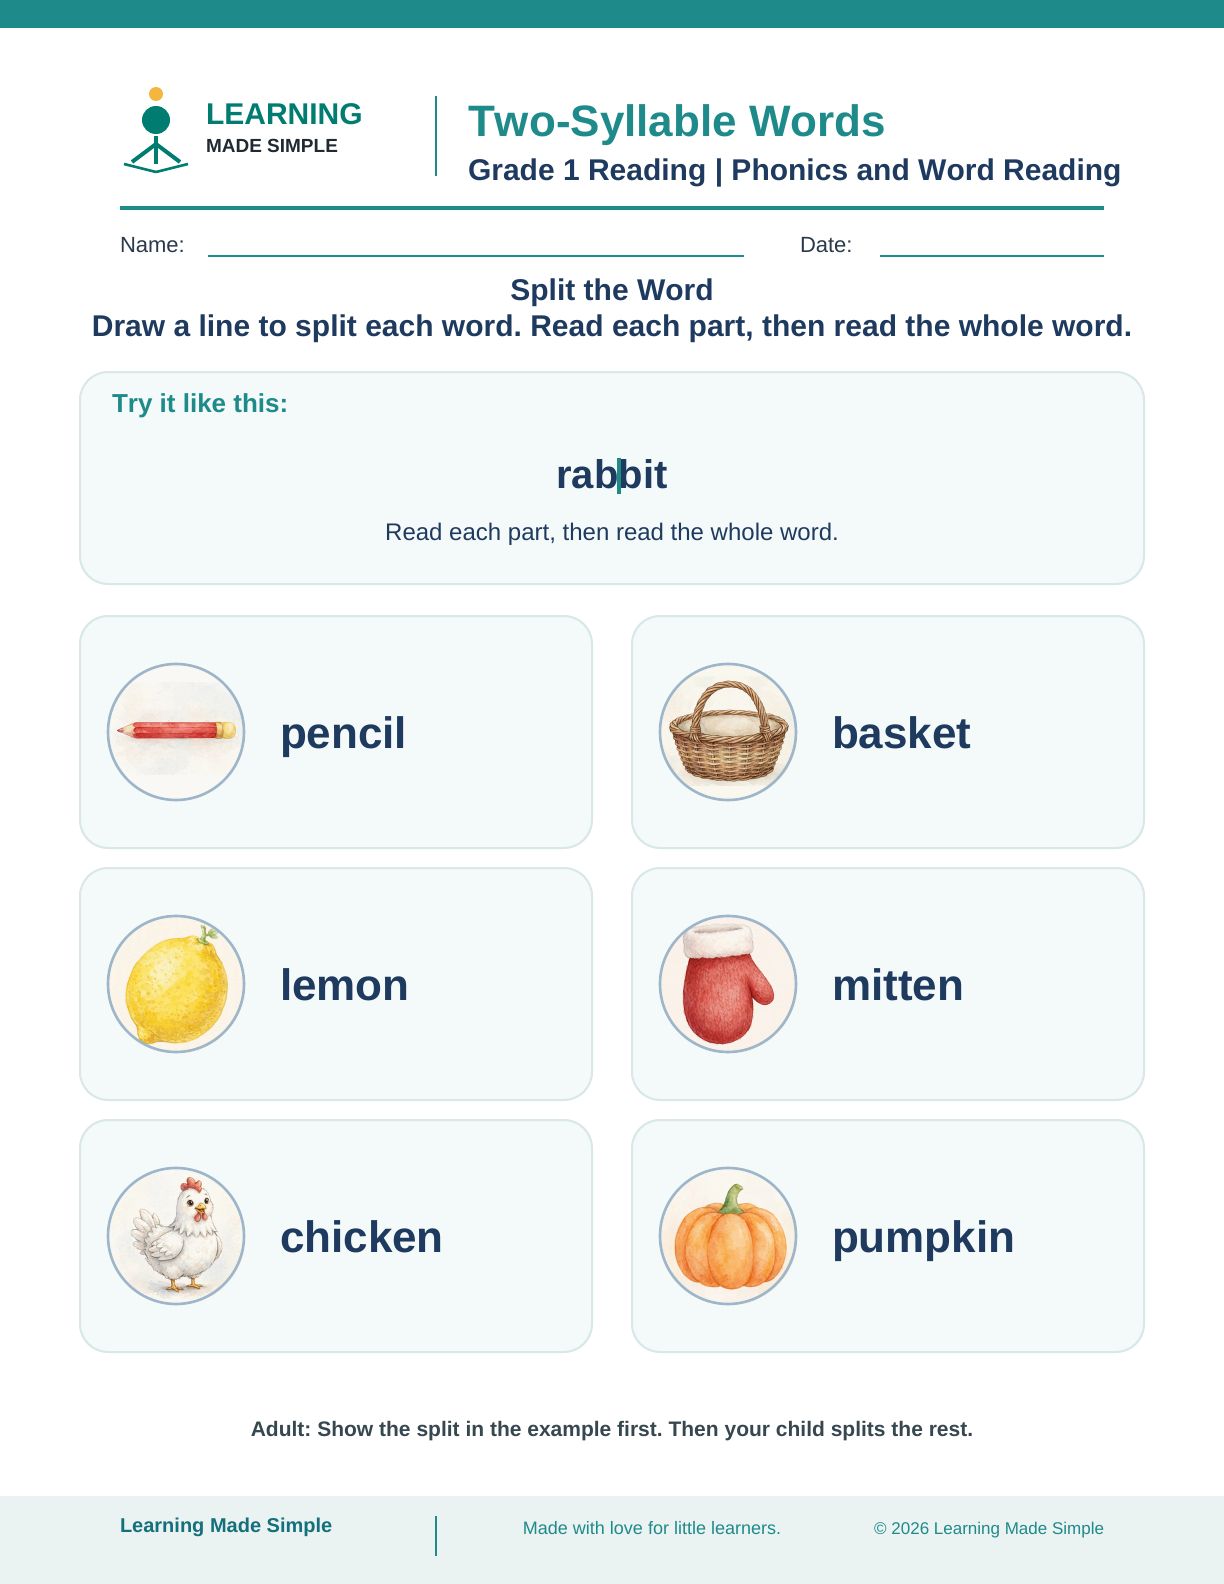 LEARNING
MADE SIMPLE
Two-Syllable Words
Grade 1 Reading | Phonics and Word Reading
Name:
Date:
Split the Word
Draw a line to split each word. Read each part, then read the whole word.
Try it like this:
rabbit
Read each part, then read the whole word.
pencil
basket
lemon
mitten
chicken
pumpkin
Adult: Show the split in the example first. Then your child splits the rest.
Learning Made Simple
Made with love for little learners.
© 2026 Learning Made Simple